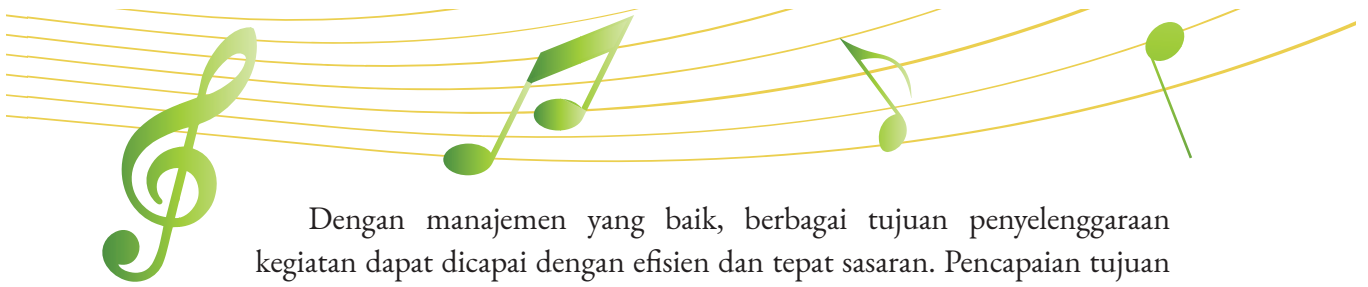 Dengan manajemen yang baik, berbagai tujuan penyelenggaraan
kegiatan dapat dicapai dengan efisien dan tepat sasaran. Pencapaian tujuan